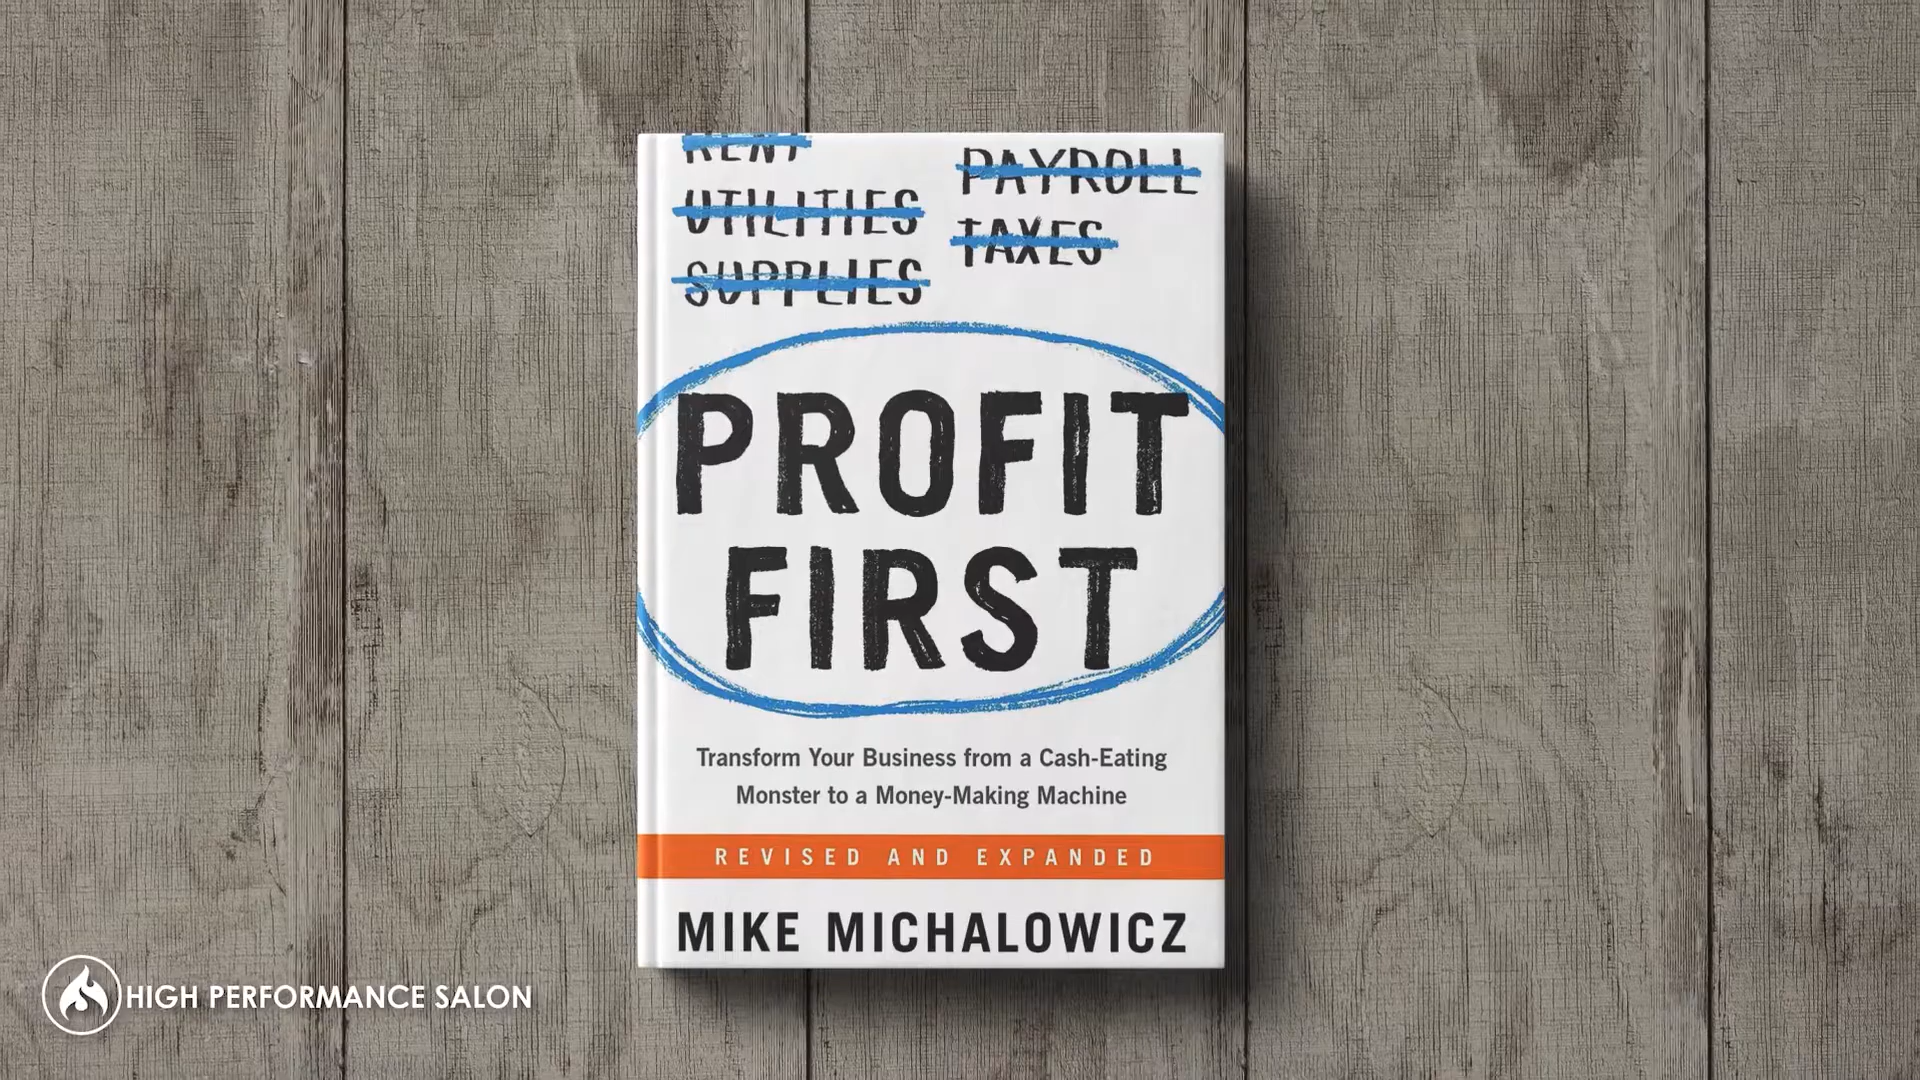 RENT
UTILITIES
SUPPLIES
PAYROLL
TAXES
PROFIT
FIRST
Transform Your Business from a Cash-Eating
Monster to a Money-Making Machine
REVISED AND EXPANDED
MIKE MICHALOWICZ
HIGH PERFORMANCE SALON